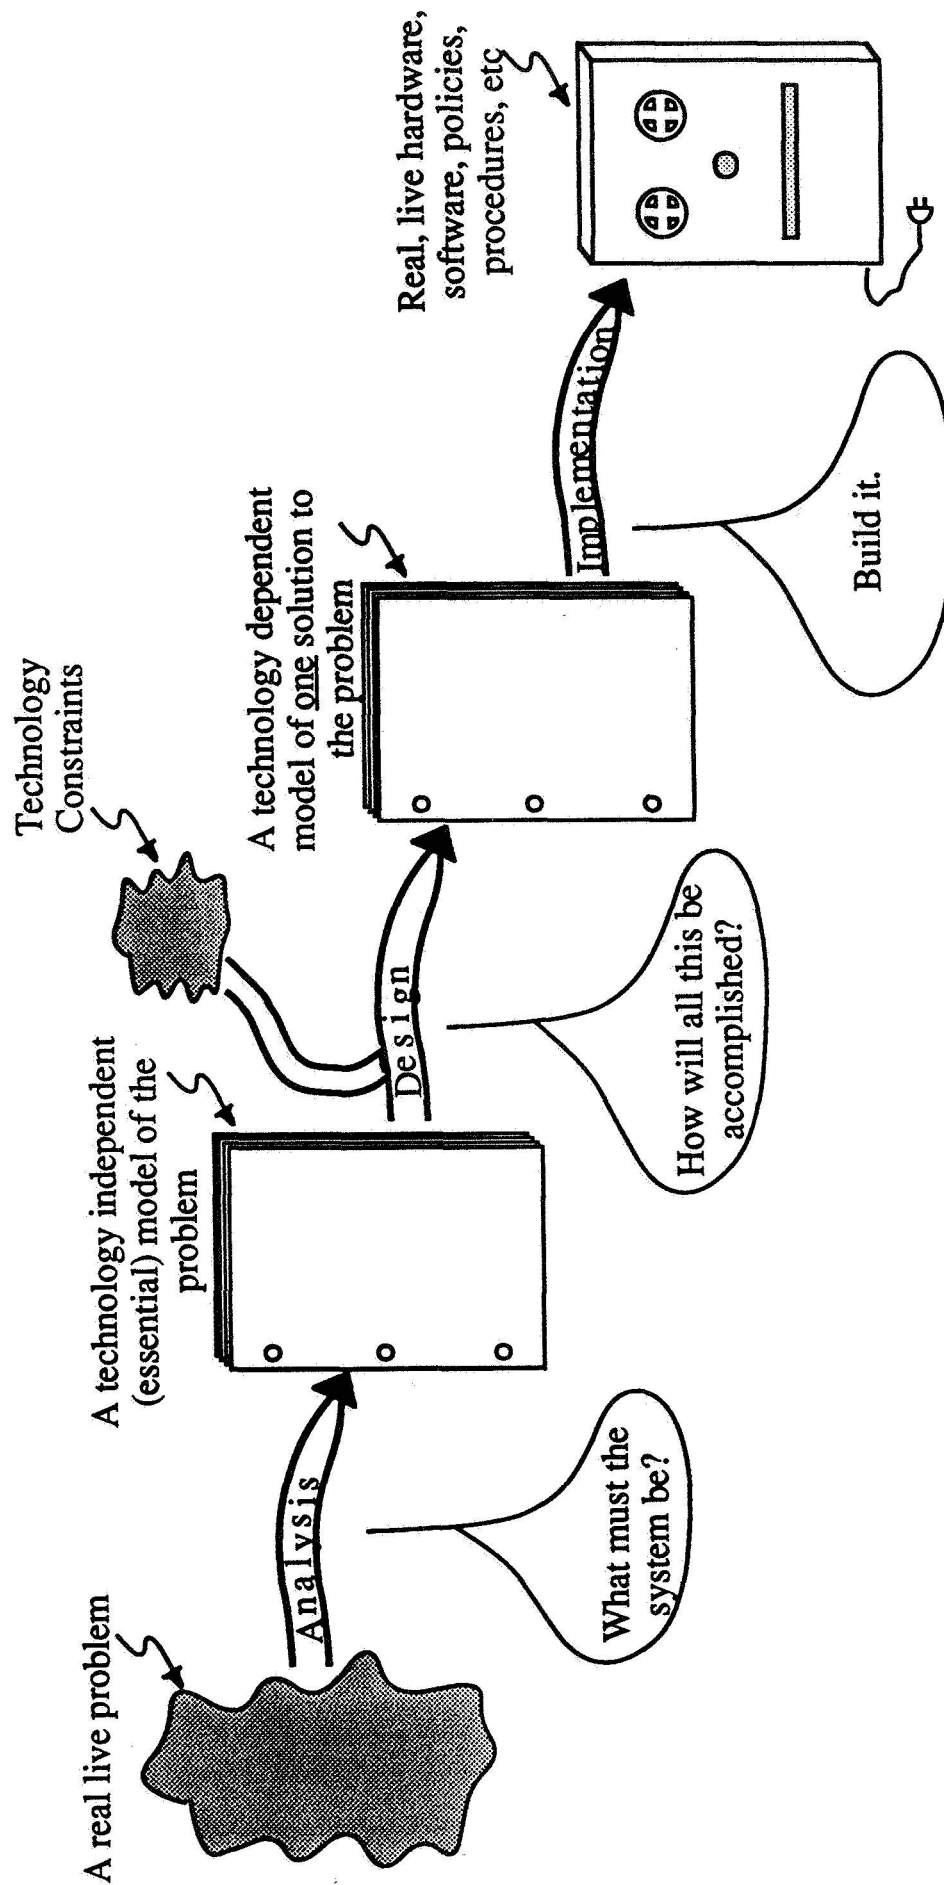 A real live problem
Analysis
What must the
system be?
A technology independent
(essential) model of the
problem
Technology
Constraints
Design
How will all this be
accomplished?
A technology dependent
model of one solution to
the problem
Implementation
Build it.
Real, live hardware,
software, policies,
procedures, etc